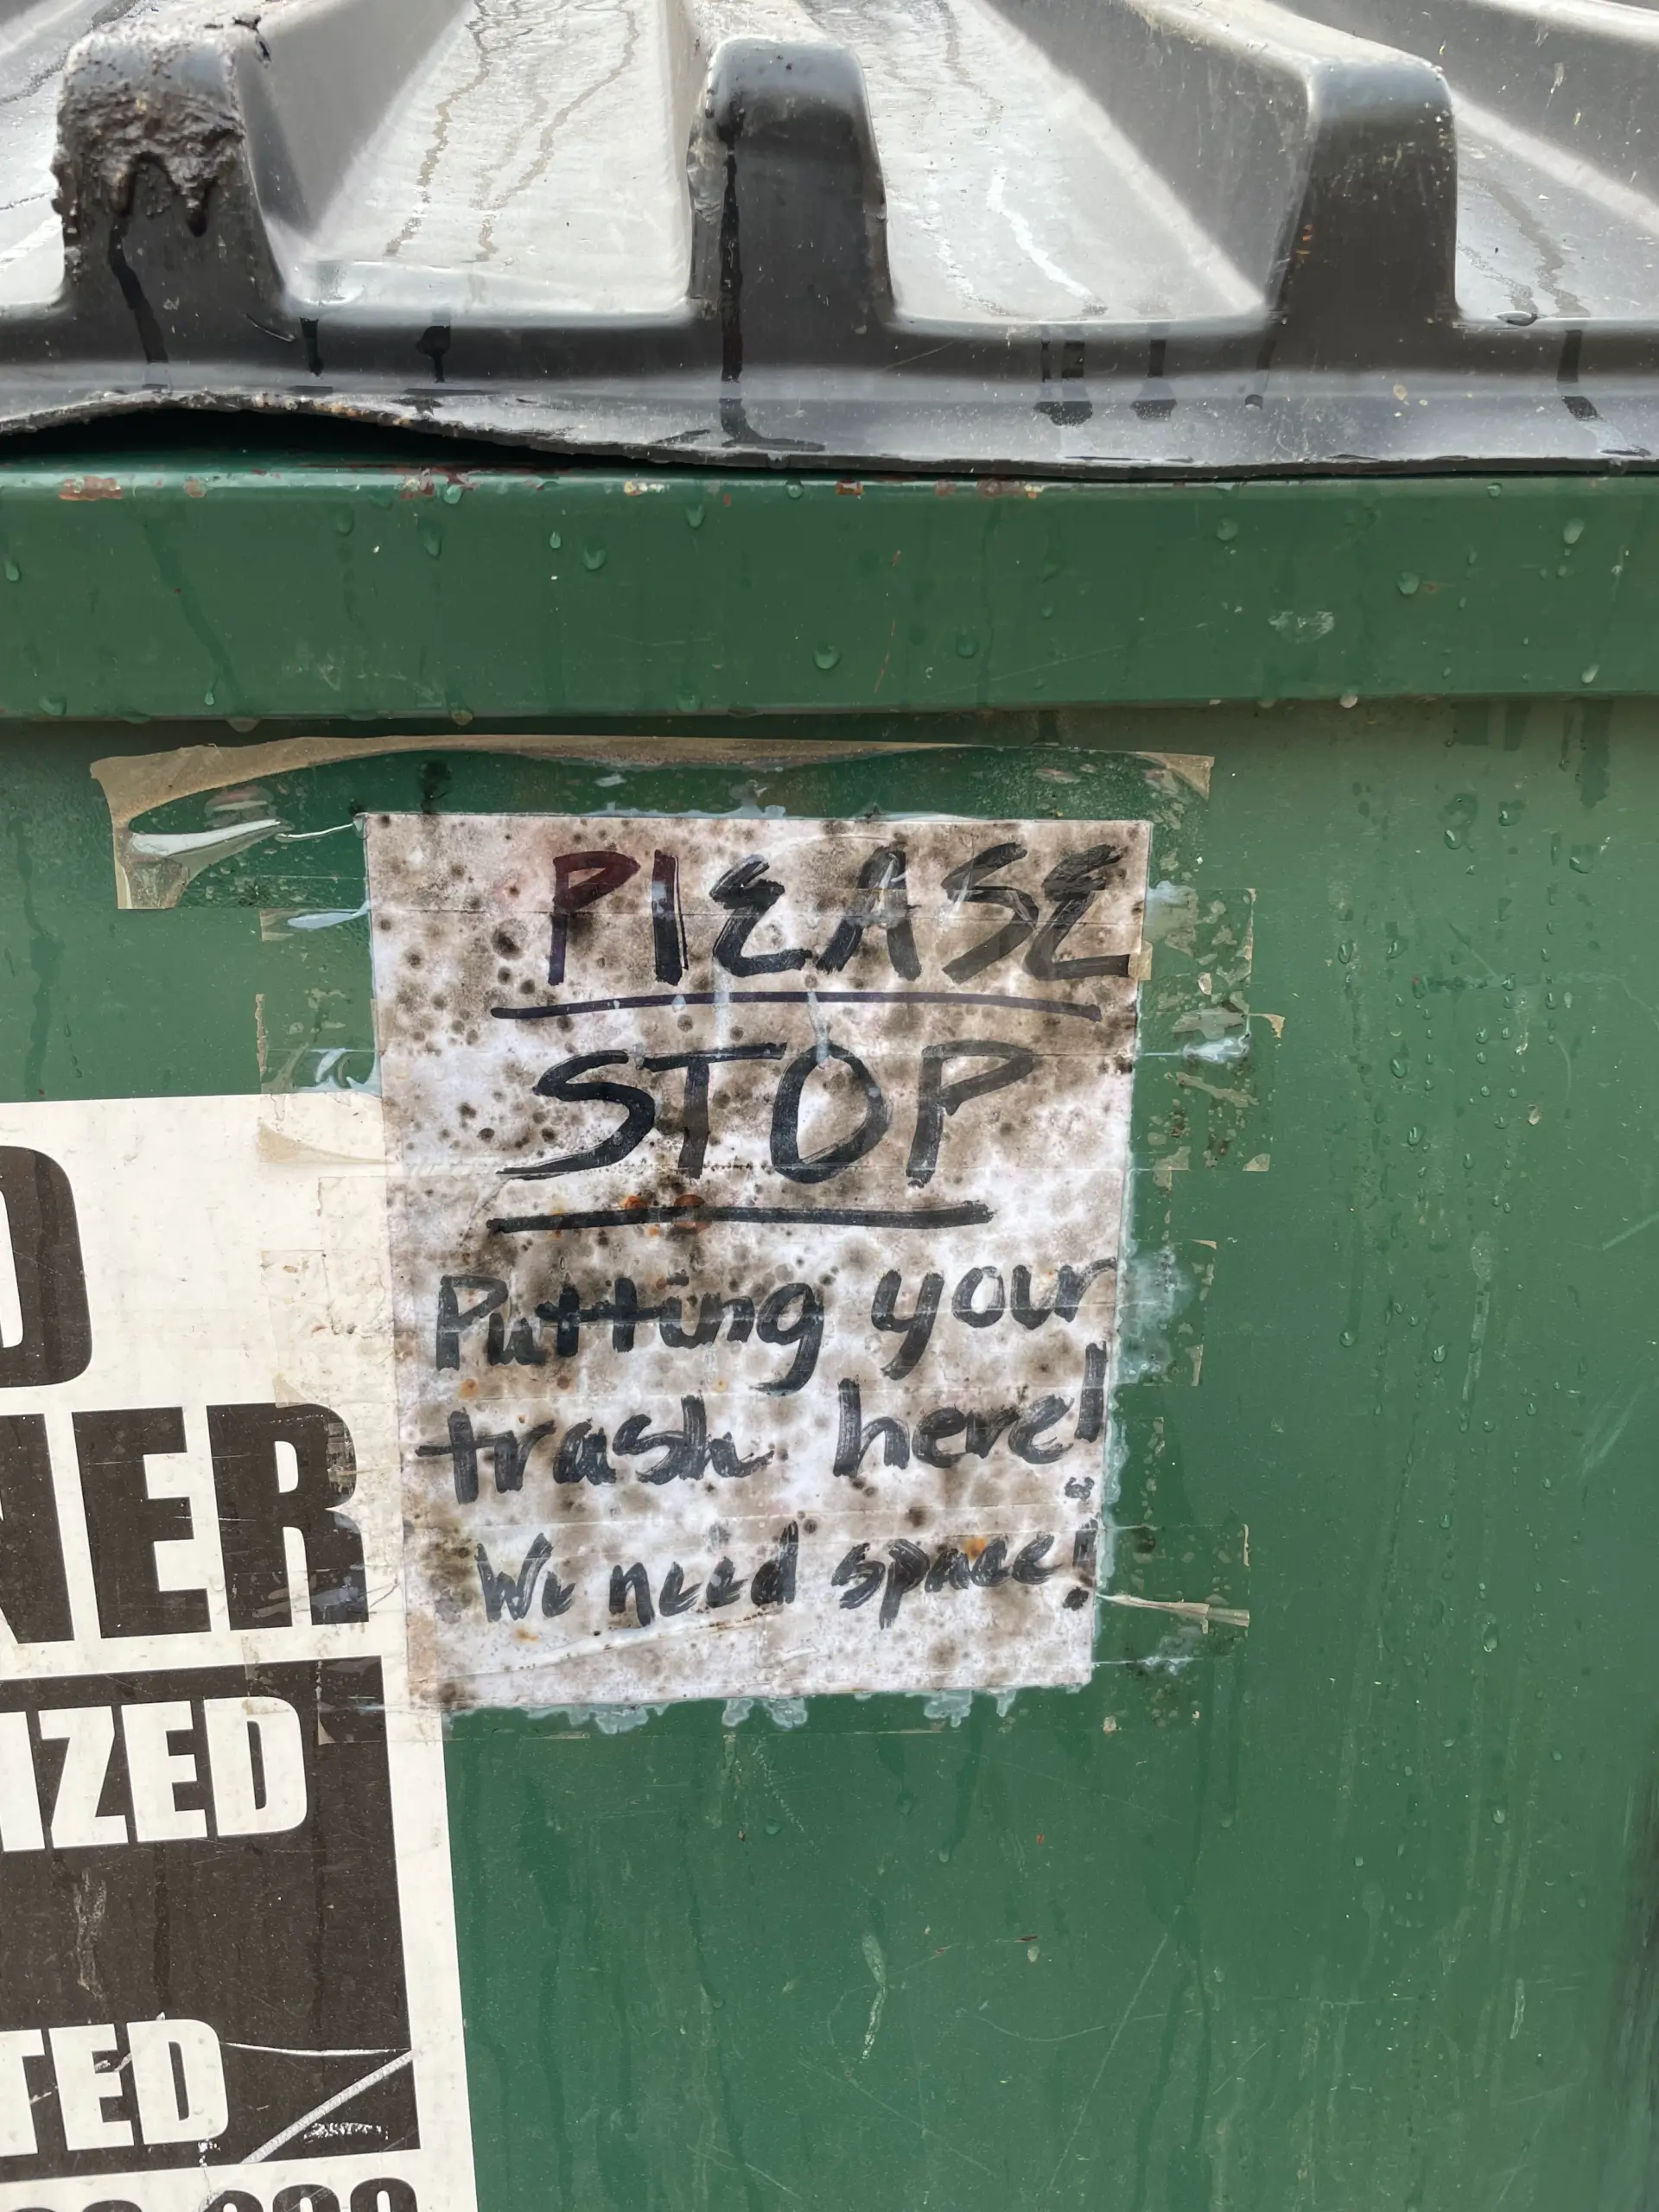 PlEASE
STOP
Putting your
trash here!
We need space!
NER
IZED
TED